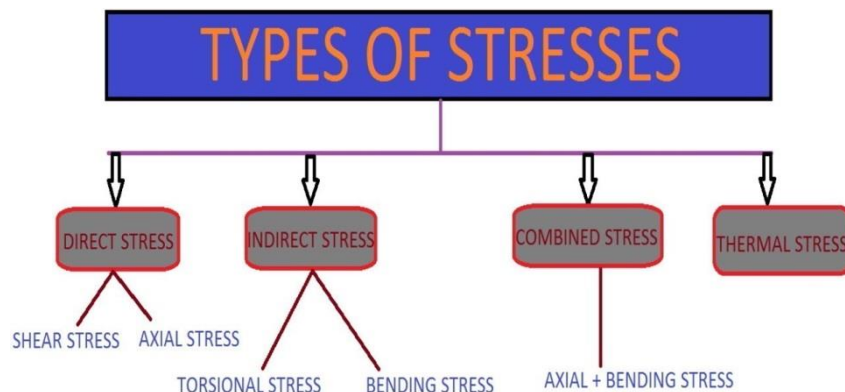 TYPES OF STRESSES
DIRECT STRESS
INDIRECT STRESS
COMBINED STRESS
THERMAL STRESS
SHEAR STRESS
AXIAL STRESS
TORSIONAL STRESS
BENDING STRESS
AXIAL + BENDING STRESS